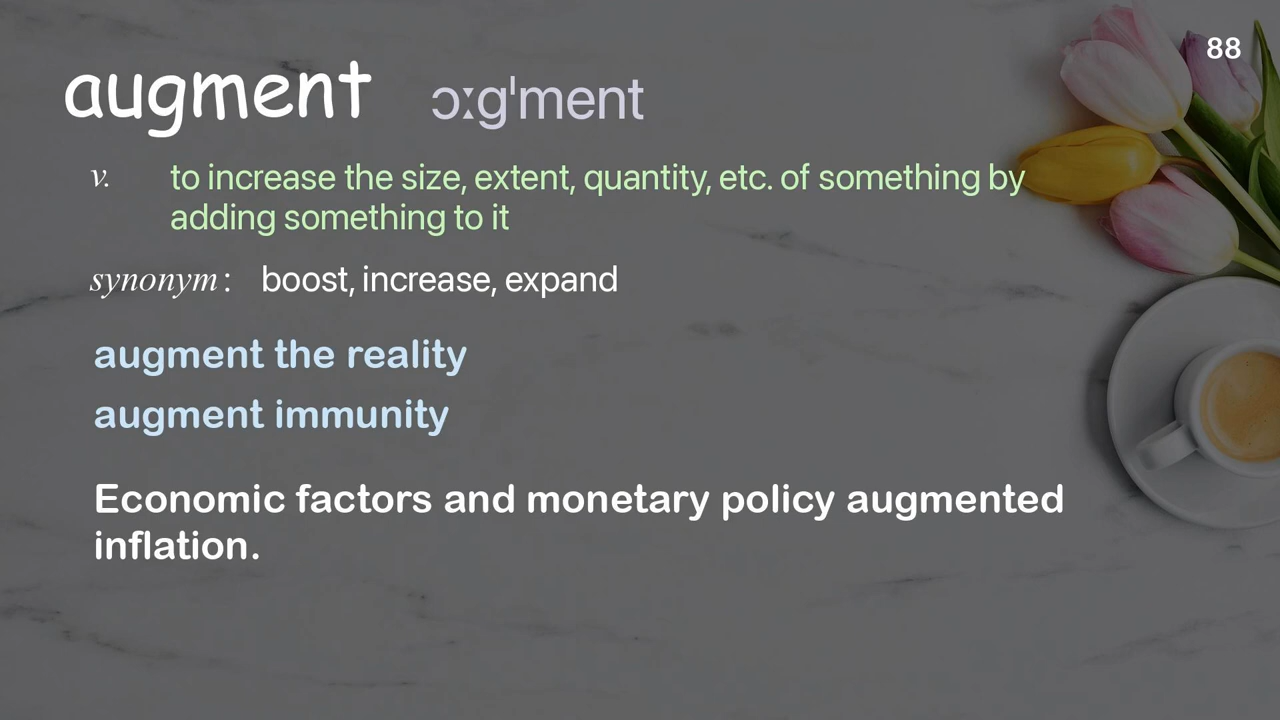 88
augment ɔːgˈment
v. to increase the size, extent, quantity, etc. of something by
adding something to it
synonym: boost, increase, expand
augment the reality
augment immunity
Economic factors and monetary policy augmented
inflation.